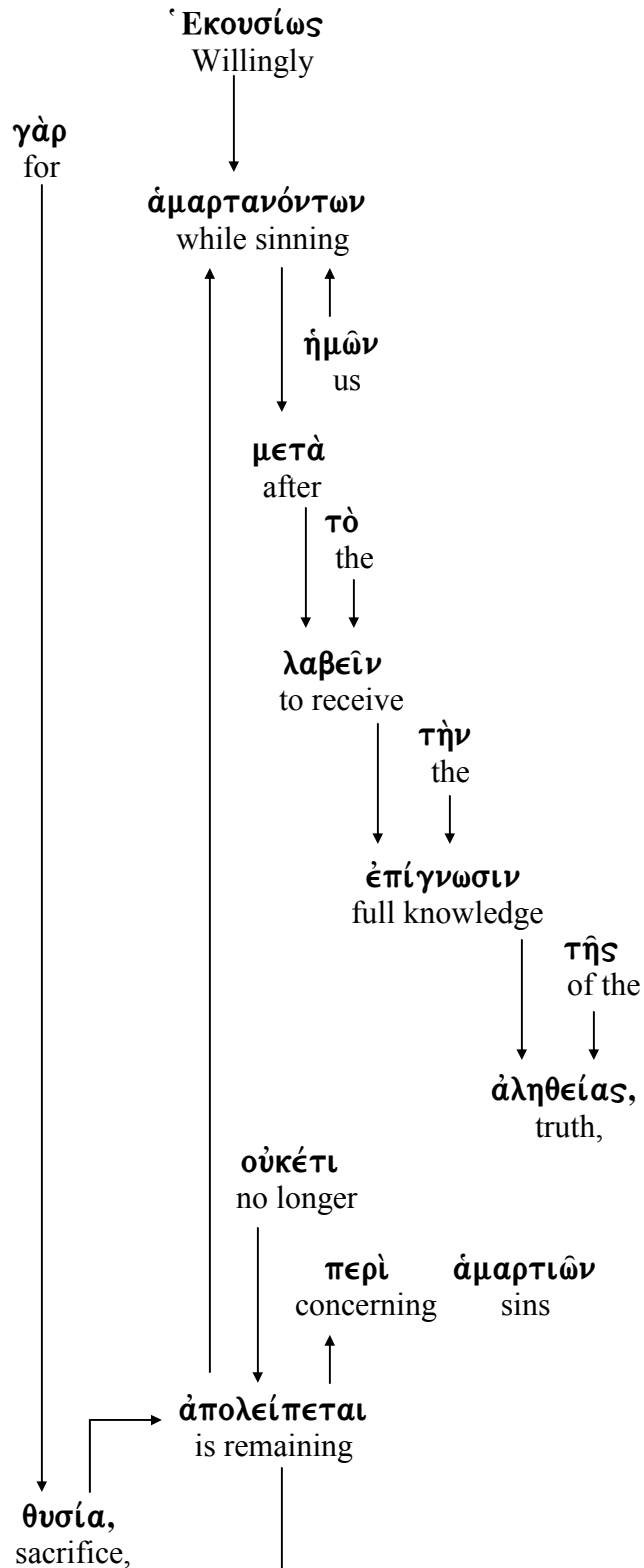 Ἑκουσίως
Willingly
γὰρ
for
ἁμαρτανόντων
while sinning
ἡμῶν
us
μετὰ
after
τὸ
the
λαβεῖν
to receive
τὴν
the
ἐπίγνωσιν
full knowledge
τῆς
of the
ἀληθείας,
truth,
οὐκέτι
no longer
περὶ ἁμαρτιῶν
concerning sins
ἀπολείπεται
is remaining
θυσία,
sacrifice,